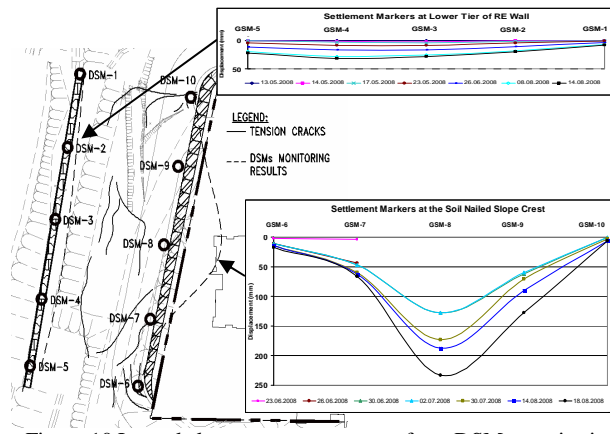 Settlement Markers at Lower Tier of RE Wall
GSM-5 GSM-4 GSM-3 GSM-2 GSM-1
Displacement (mm)
0
50
13.05.2008 14.05.2008 17.05.2008 23.05.2008 26.06.2008 08.08.2008 14.08.2008
DSM-1
DSM-10
LEGEND:
TENSION CRACKS
DSM-2
DSMs MONITORING
RESULTS
DSM-9
DSM-3
DSM-8
DSM-4
DSM-7
DSM-5
DSM-6
Settlement Markers at the Soil Nailed Slope Crest
GSM-6 GSM-7 GSM-8 GSM-9 GSM-10
Displacement (mm)
0
50
100
150
200
250
23.06.2008 26.06.2008 30.06.2008 02.07.2008 30.07.2008 14.08.2008 18.08.2008